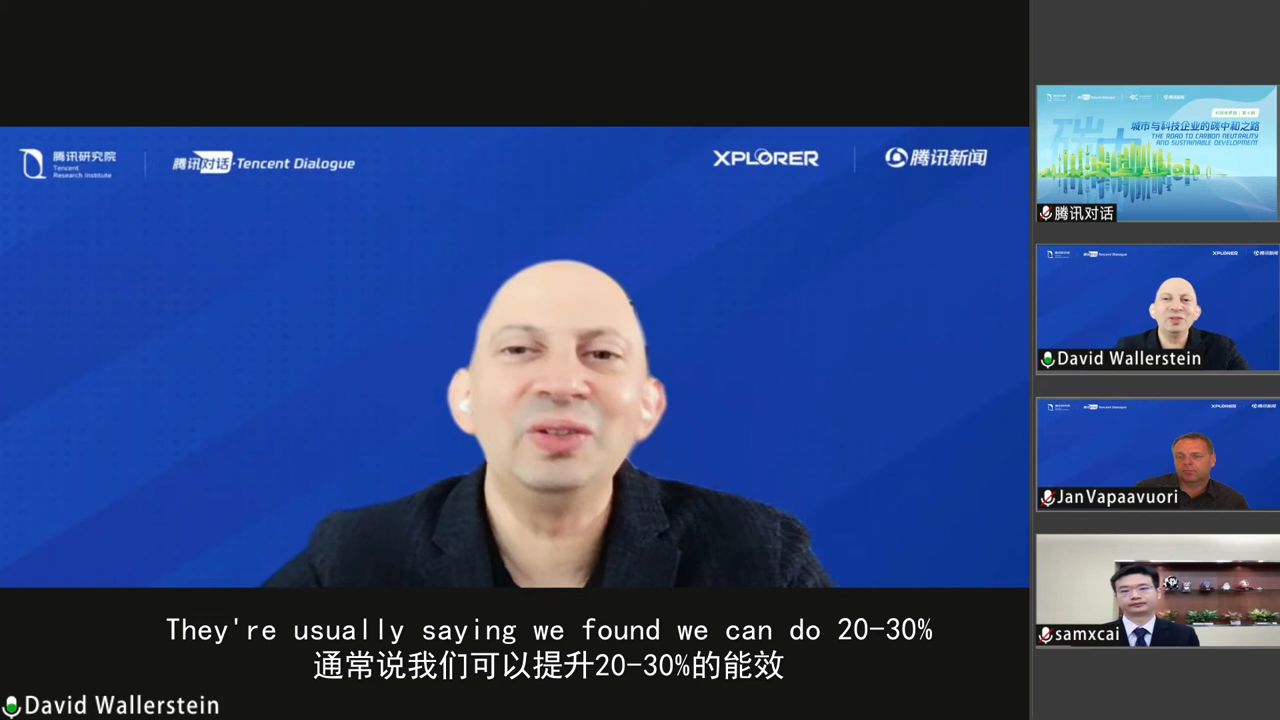 腾讯研究院
Tencent
Research Institute
腾讯对话·Tencent Dialogue
XPLORER
腾讯新闻
They're usually saying we found we can do 20-30%
通常说我们可以提升20-30%的能效
David Wallerstein
城市与科技企业的碳中和之路
THE ROAD TO CARBON NEUTRALITY
AND SUSTAINABLE DEVELOPMENT
腾讯对话
XPLORER
David Wallerstein
XPLORER
JanVapaavuori
samxcai